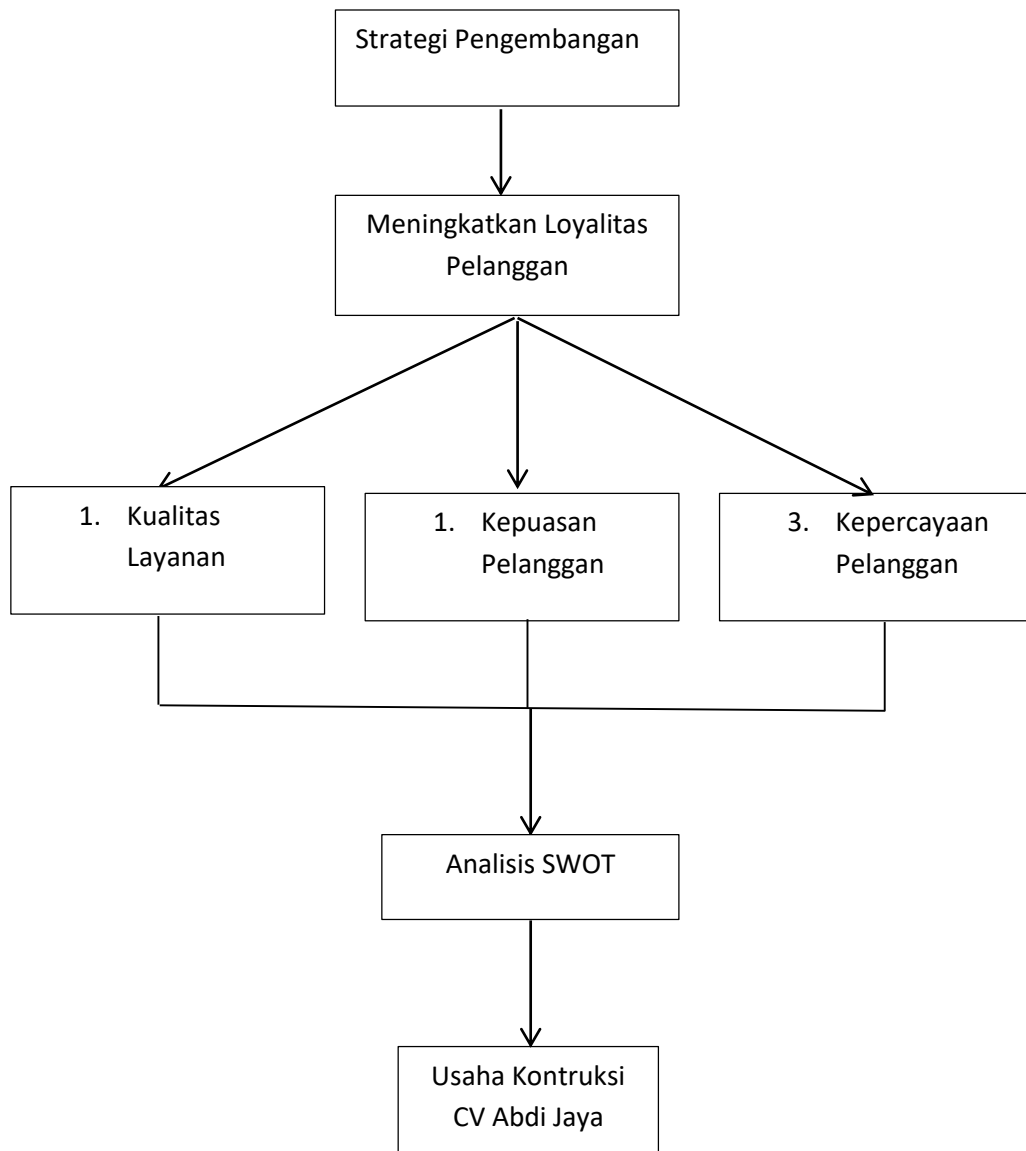 Strategi Pengembangan
Meningkatkan Loyalitas
Pelanggan
1. Kualitas
Layanan
1. Kepuasan
Pelanggan
3. Kepercayaan
Pelanggan
Analisis SWOT
Usaha Kontruksi
CV Abdi Jaya